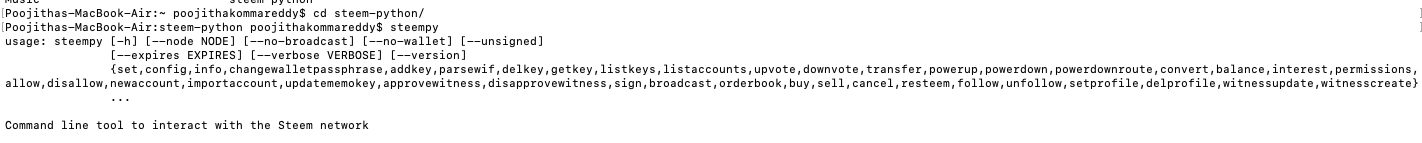 steem-python
[Poojithas-MacBook-Air:~ poojithakommareddy$ cd steem-python/ ]
[Poojithas-MacBook-Air:steem-python poojithakommareddy$ steempy ]
usage: steempy [-h] [--node NODE] [--no-broadcast] [--no-wallet] [--unsigned]
[--expires EXPIRES] [--verbose VERBOSE] [--version]
{set,config,info,changewalletpassphrase,addkey,parsewif,delkey,getkey,listkeys,listaccounts,upvote,downvote,transfer,powerup,powerdown,powerdownroute,convert,balance,interest,permissions,
allow,disallow,newaccount,importaccount,updatememokey,approvewitness,disapprovewitness,sign,broadcast,orderbook,buy,sell,cancel,resteem,follow,unfollow,setprofile,delprofile,witnessupdate,witnesscreate}
...
Command line tool to interact with the Steem network